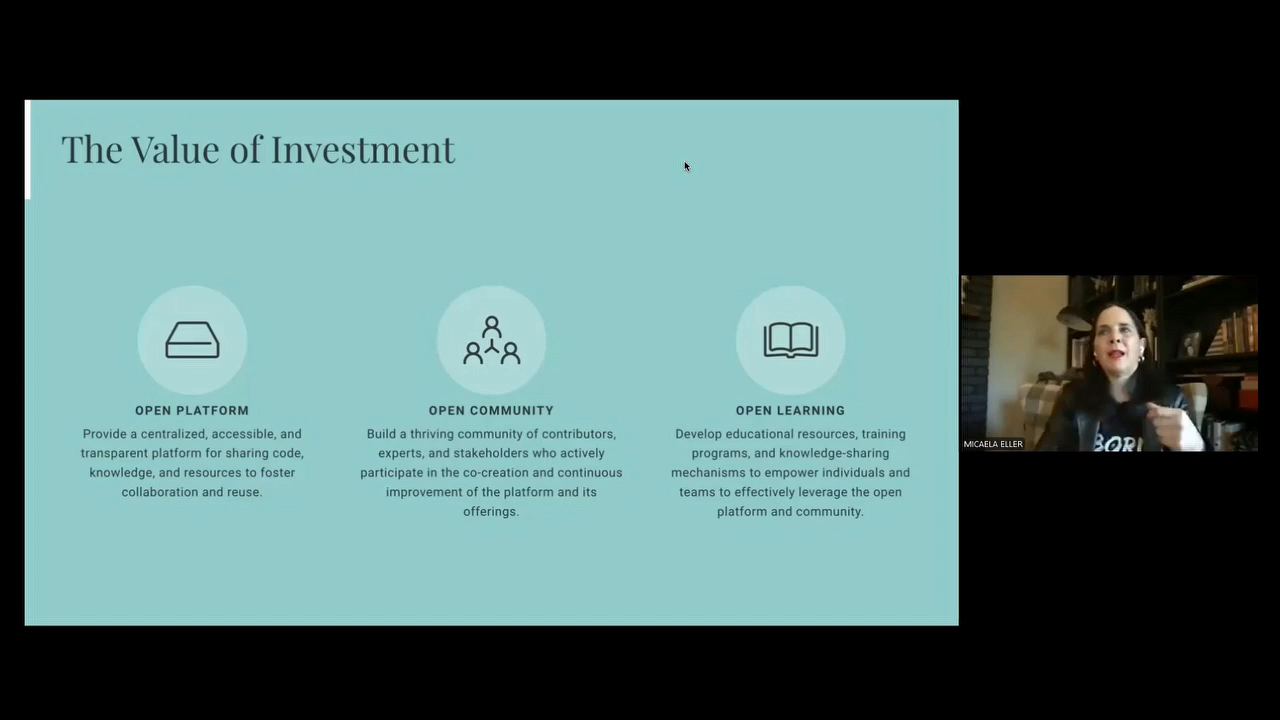 The Value of Investment
OPEN PLATFORM
Provide a centralized, accessible, and
transparent platform for sharing code,
knowledge, and resources to foster
collaboration and reuse.
OPEN COMMUNITY
Build a thriving community of contributors,
experts, and stakeholders who actively
participate in the co-creation and continuous
improvement of the platform and its
offerings.
OPEN LEARNING
Develop educational resources, training
programs, and knowledge-sharing
mechanisms to empower individuals and
teams to effectively leverage the open
platform and community.
MICAELA ELLER